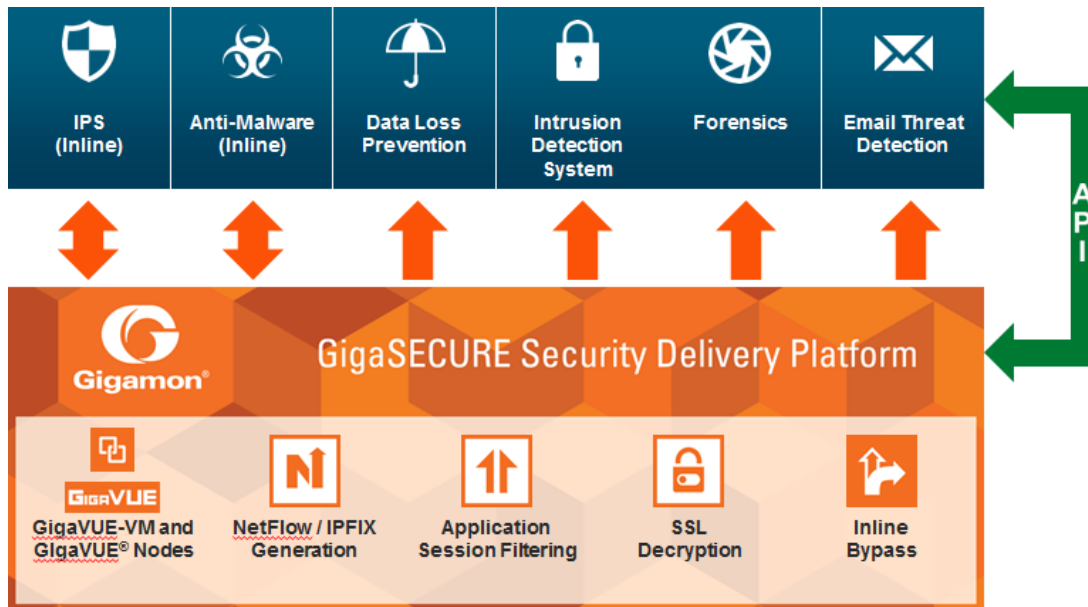 IPS
(Inline)
Anti-Malware
(Inline)
Data Loss
Prevention
Intrusion
Detection
System
Forensics
Email Threat
Detection
API
Gigamon®
GigaSECURE Security Delivery Platform
GIGAVUE
GigaVUE-VM and
GIgaVUE® Nodes
NetFlow / IPFIX
Generation
Application
Session Filtering
SSL
Decryption
Inline
Bypass